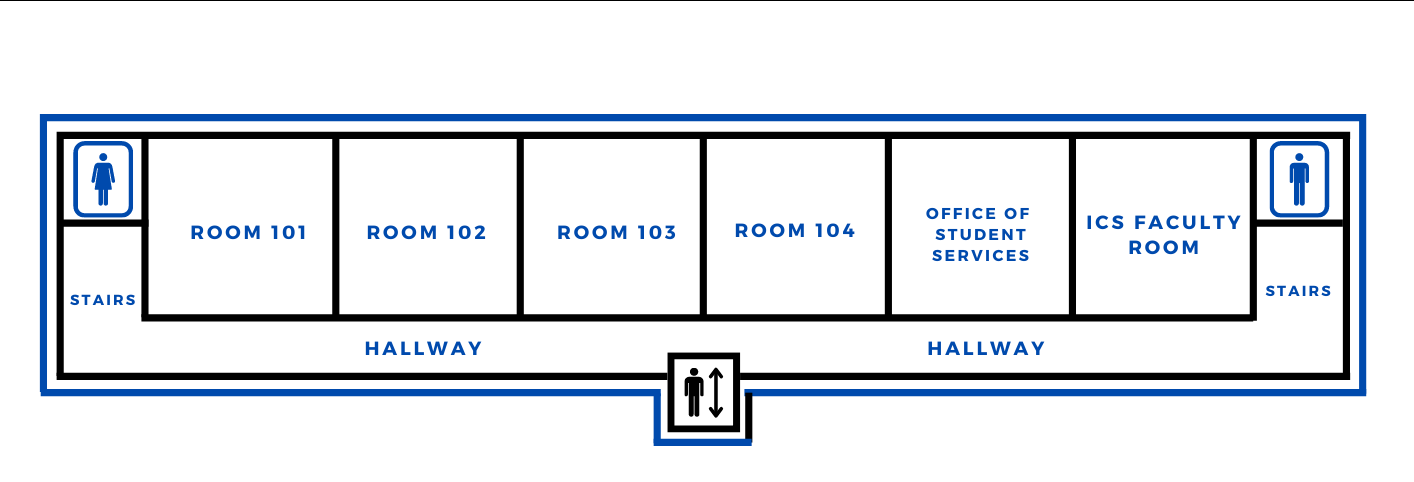 ROOM 101
ROOM 102
ROOM 103
ROOM 104
OFFICE OF
STUDENT
SERVICES
ICS FACULTY
ROOM
STAIRS
STAIRS
HALLWAY
HALLWAY